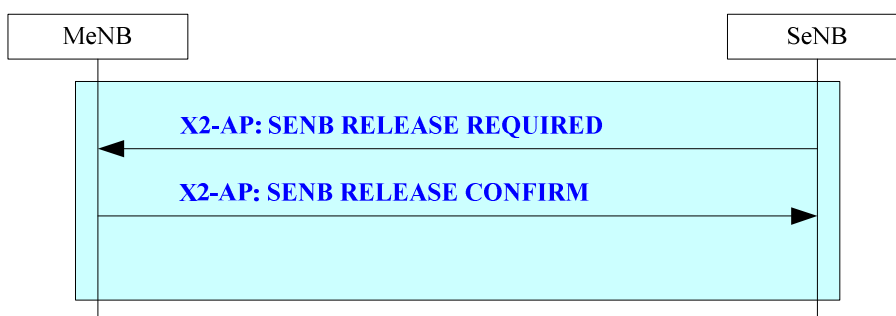 MeNB
SeNB
X2-AP: SENB RELEASE REQUIRED
X2-AP: SENB RELEASE CONFIRM